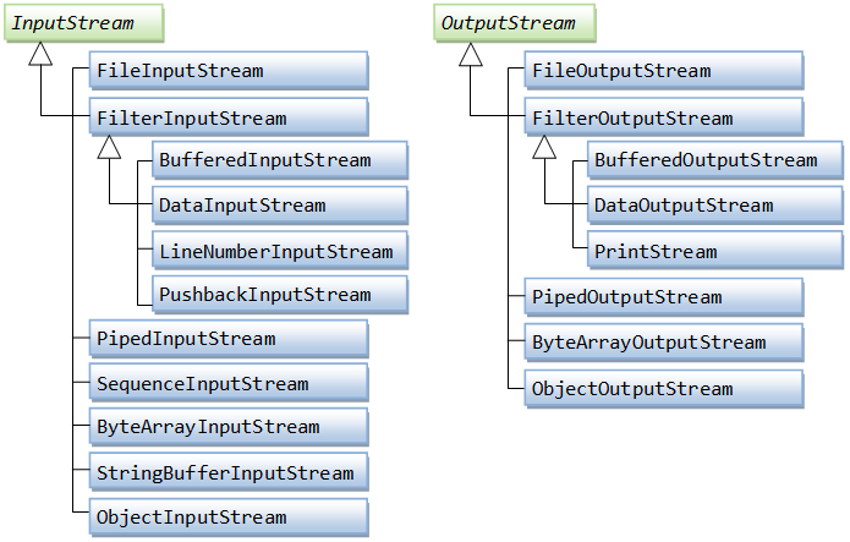 InputStream
FileInputStream
FilterInputStream
BufferedInputStream
DataInputStream
LineNumberInputStream
PushbackInputStream
PipedInputStream
SequenceInputStream
ByteArrayInputStream
StringBufferInputStream
ObjectInputStream
OutputStream
FileOutputStream
FilterOutputStream
BufferedOutputStream
DataOutputStream
PrintStream
PipedOutputStream
ByteArrayOutputStream
ObjectOutputStream